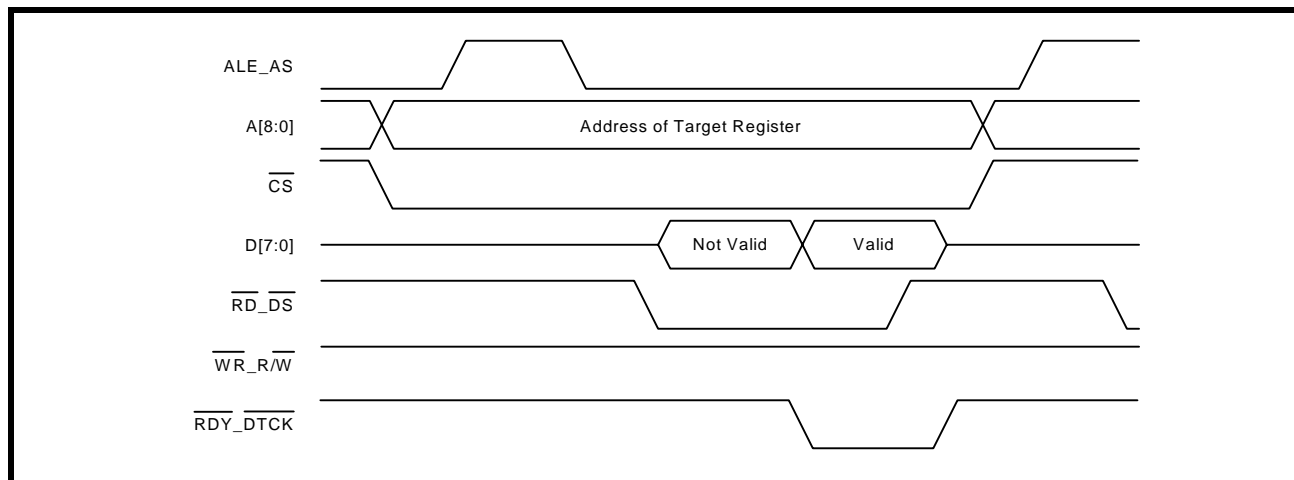 ALE_AS
A[8:0]
Address of Target Register
CS
D[7:0]
Not Valid
Valid
RD_DS
WR_R/W
RDY_DTCK